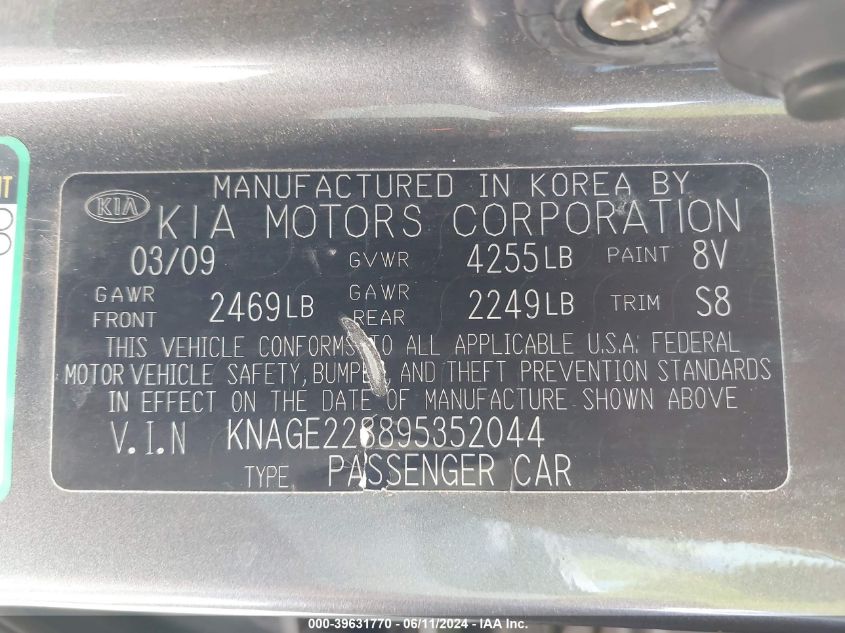 MANUFACTURED IN KOREA BY
KIA KIA MOTORS CORPORATION
03/09 GVWR 4255LB PAINT 8V
GAWR FRONT 2469LB GAWR REAR 2249LB TRIM S8
THIS VEHICLE CONFORMS TO ALL APPLICABLE U.S.A. FEDERAL
MOTOR VEHICLE SAFETY, BUMPER, AND THEFT PREVENTION STANDARDS
IN EFFECT ON THE DATE OF MANUFACTURE SHOWN ABOVE
V.I.N KNAGE228895352044
TYPE PASSENGER CAR
000-39631770 - 06/11/2024 - IAA Inc.